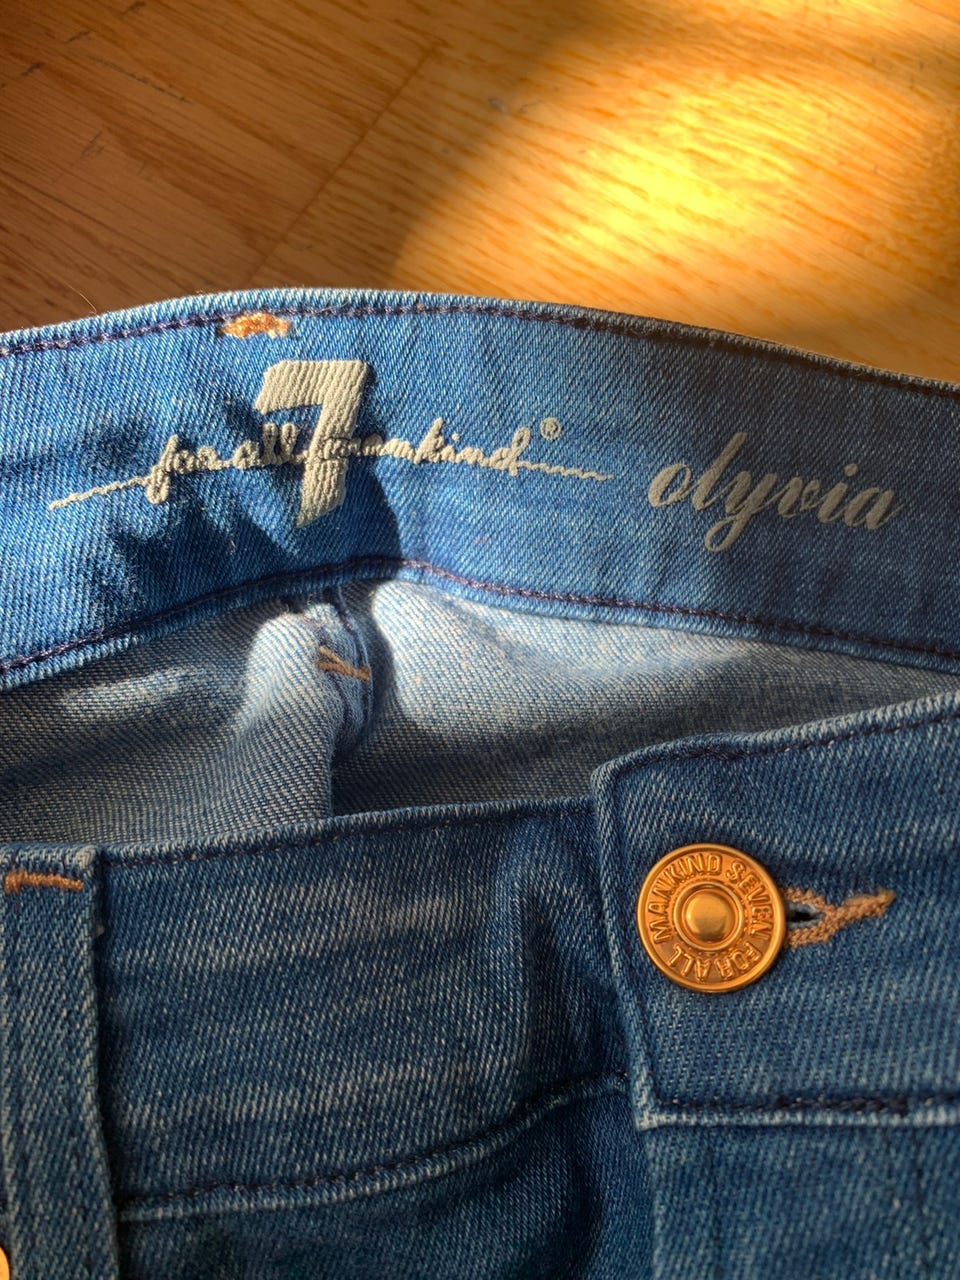 7
for all mankind®
olyvia
SEVEN FOR ALL MANKIND